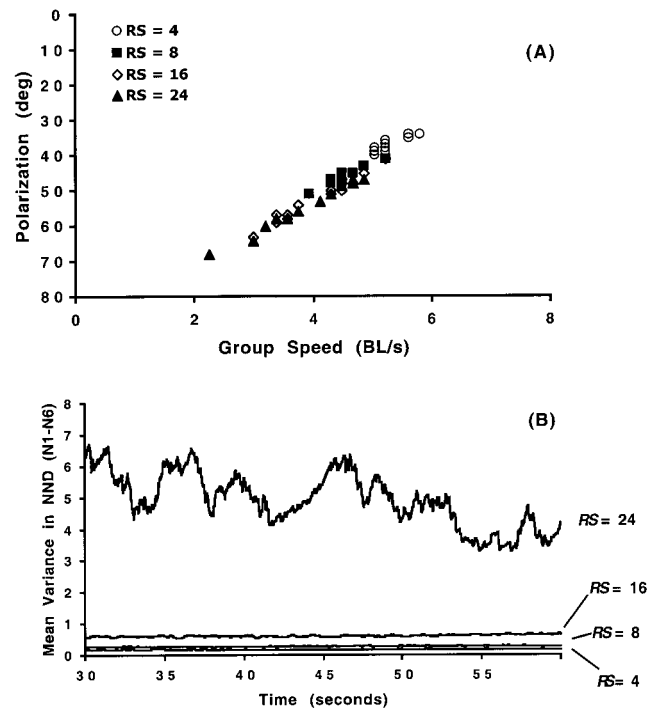 0
10
20
30
40
50
60
70
80
Polarization (deg)
RS = 4
RS = 8
RS = 16
RS = 24
(A)
0 2 4 6 8
Group Speed (BL/s)
8
7
6
5
4
3
2
1
0
Mean Variance in NND (N1-N6)
(B)
RS = 24
RS = 16
RS = 8
RS = 4
30 35 40 45 50 55
Time (seconds)